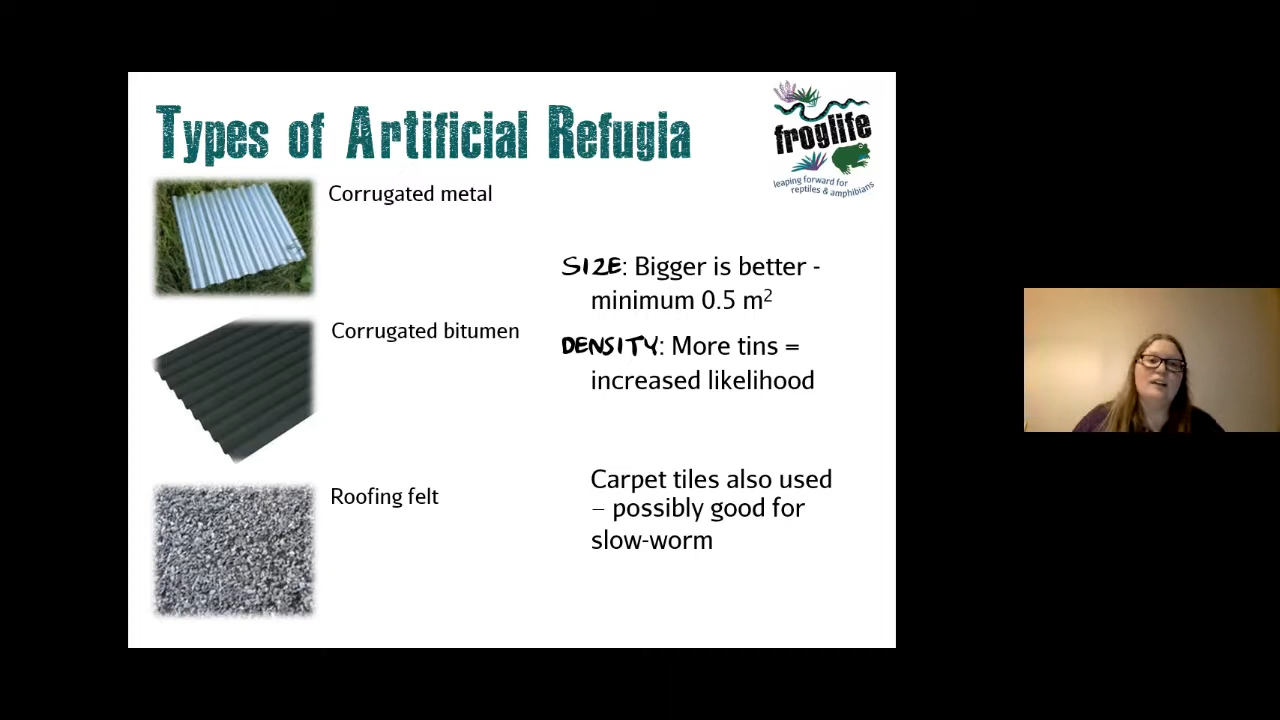 Types of Artificial Refugia
froglife
leaping forward for
reptiles & amphibians
Corrugated metal
SIZE: Bigger is better -
minimum 0.5 m²
Corrugated bitumen
DENSITY: More tins =
increased likelihood
Carpet tiles also used
– possibly good for
slow-worm
Roofing felt